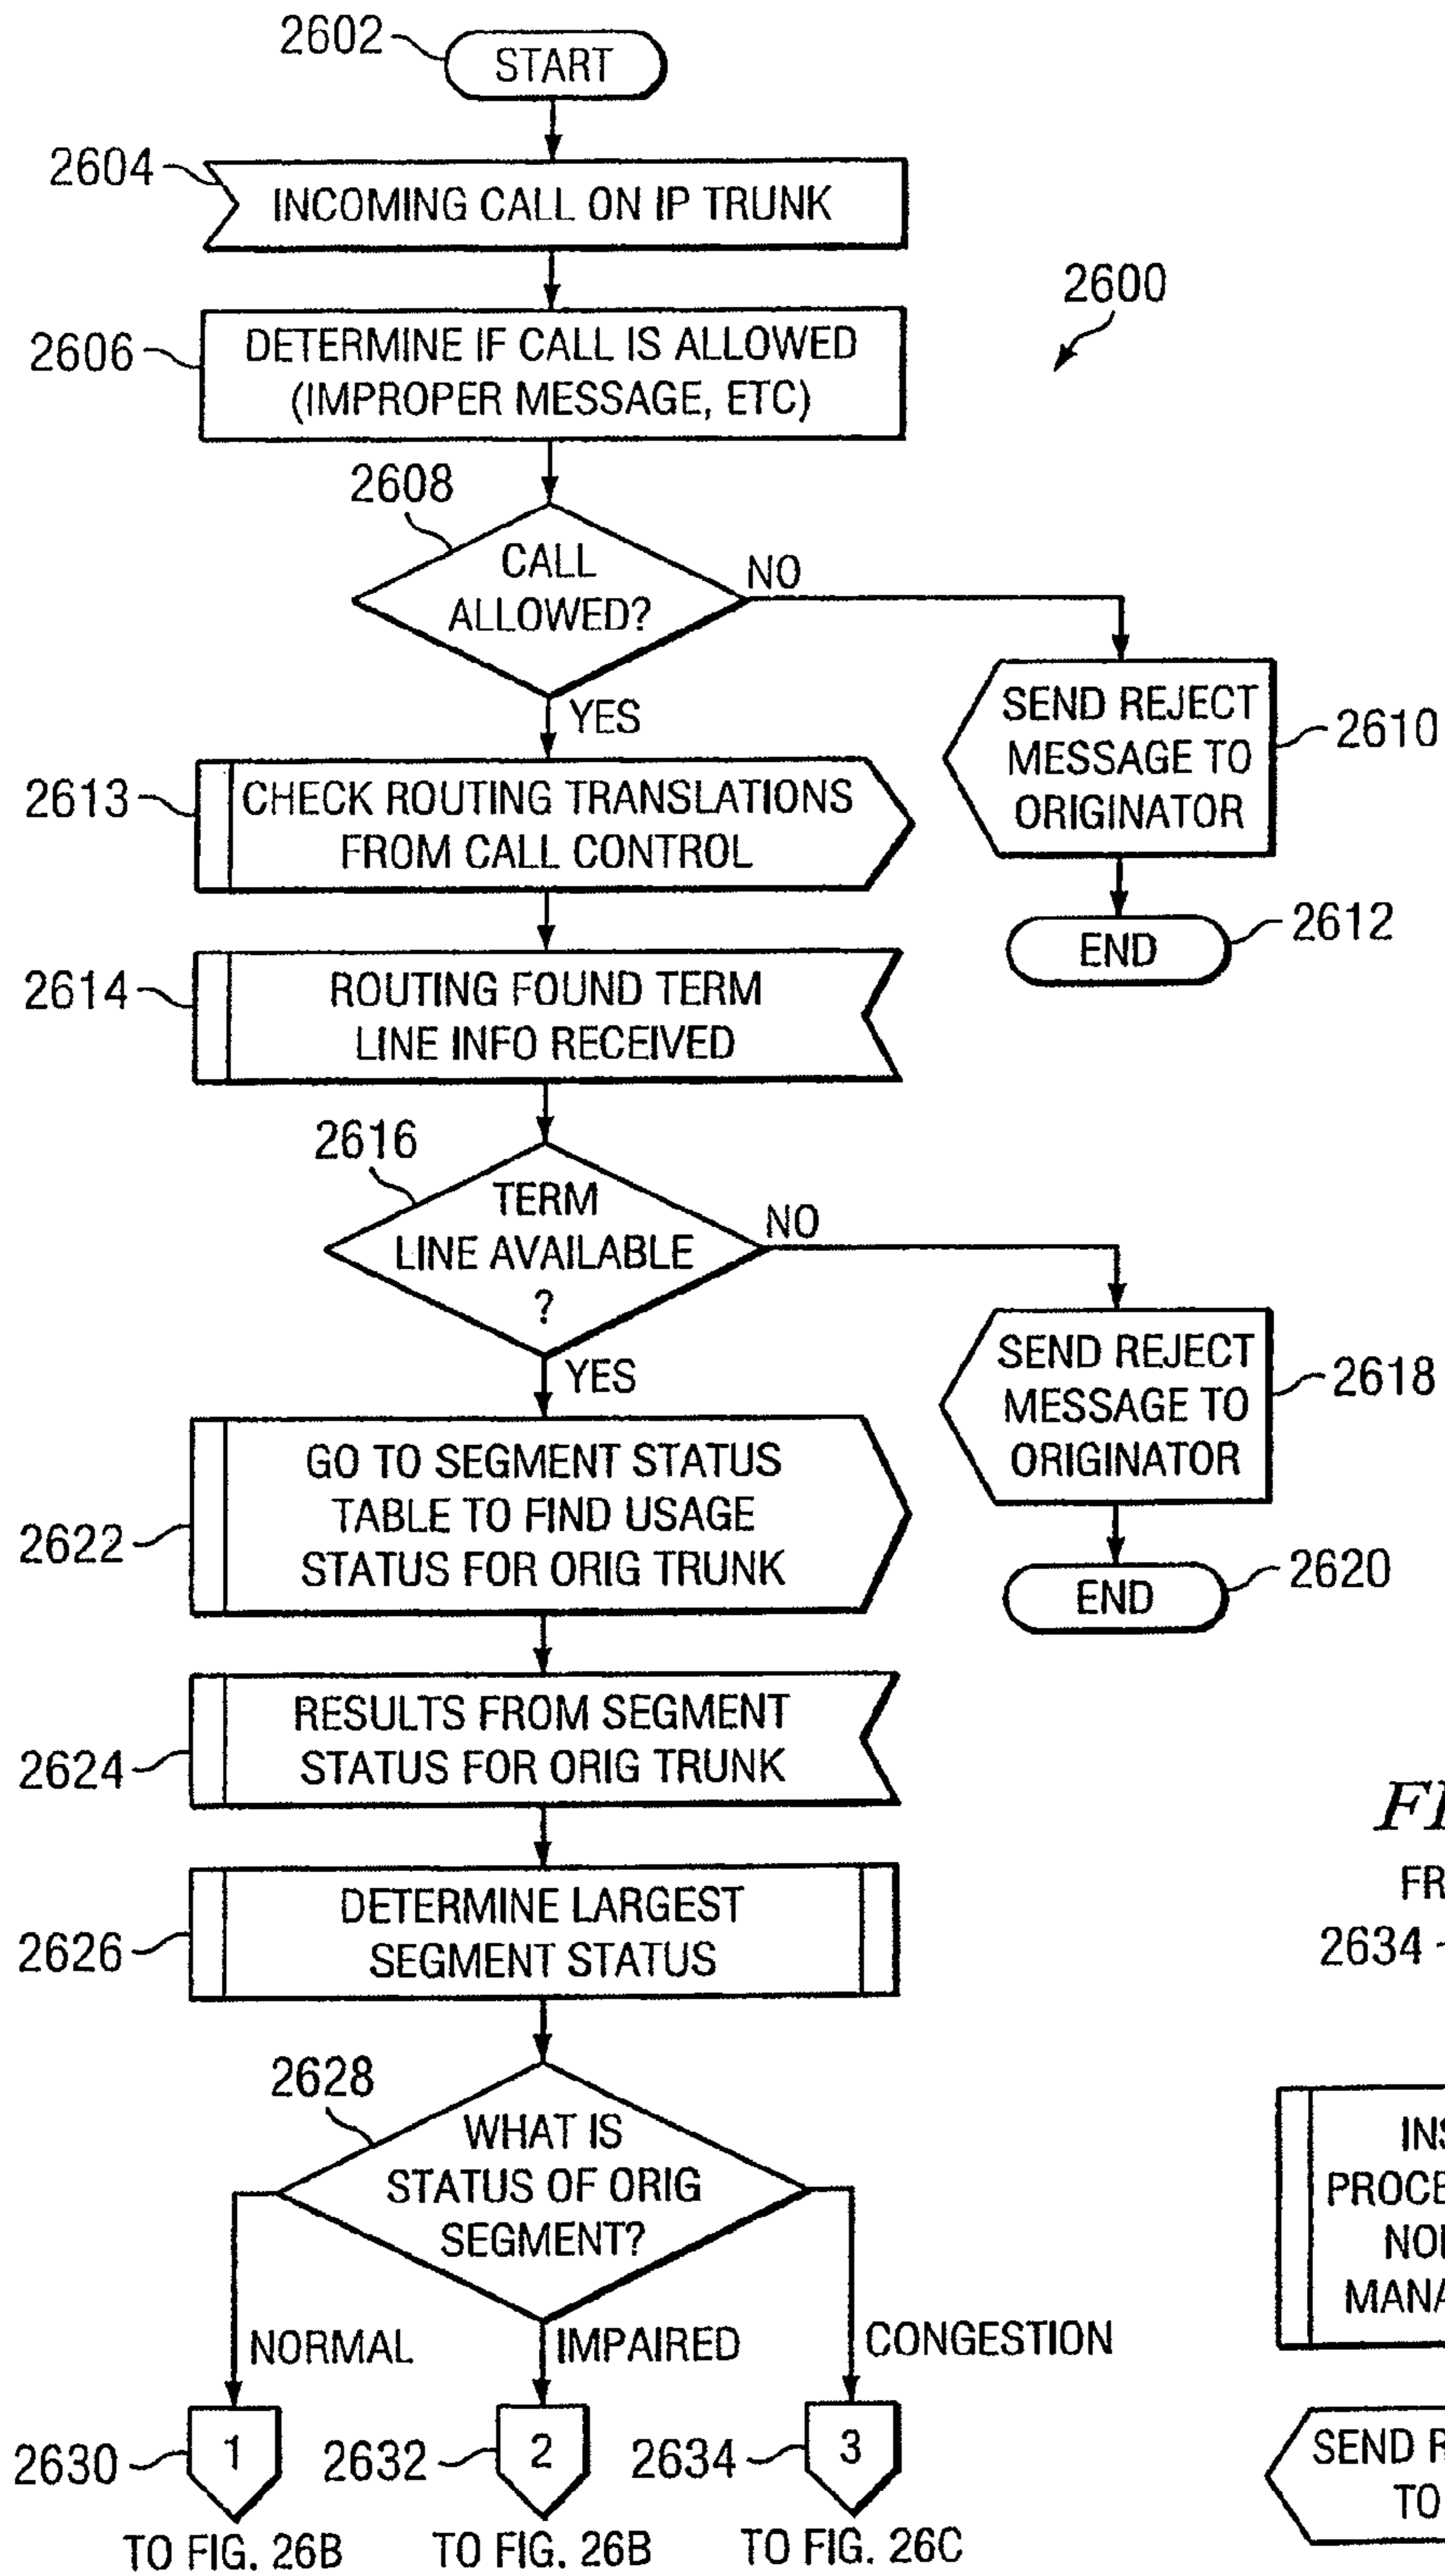 2602
START
2604
INCOMING CALL ON IP TRUNK
2600
2606
DETERMINE IF CALL IS ALLOWED
(IMPROPER MESSAGE, ETC)
2608
CALL
ALLOWED?
NO
YES
SEND REJECT
MESSAGE TO
ORIGINATOR
2610
2613
CHECK ROUTING TRANSLATIONS
FROM CALL CONTROL
END
2612
2614
ROUTING FOUND TERM
LINE INFO RECEIVED
2616
TERM
LINE AVAILABLE
?
NO
YES
SEND REJECT
MESSAGE TO
ORIGINATOR
2618
2622
GO TO SEGMENT STATUS
TABLE TO FIND USAGE
STATUS FOR ORIG TRUNK
END
2620
2624
RESULTS FROM SEGMENT
STATUS FOR ORIG TRUNK
2626
DETERMINE LARGEST
SEGMENT STATUS
2628
WHAT IS
STATUS OF ORIG
SEGMENT?
NORMAL
IMPAIRED
CONGESTION
2630
1
2632
2
2634
3
TO FIG. 26B
TO FIG. 26B
TO FIG. 26C
2634
SEND
TO